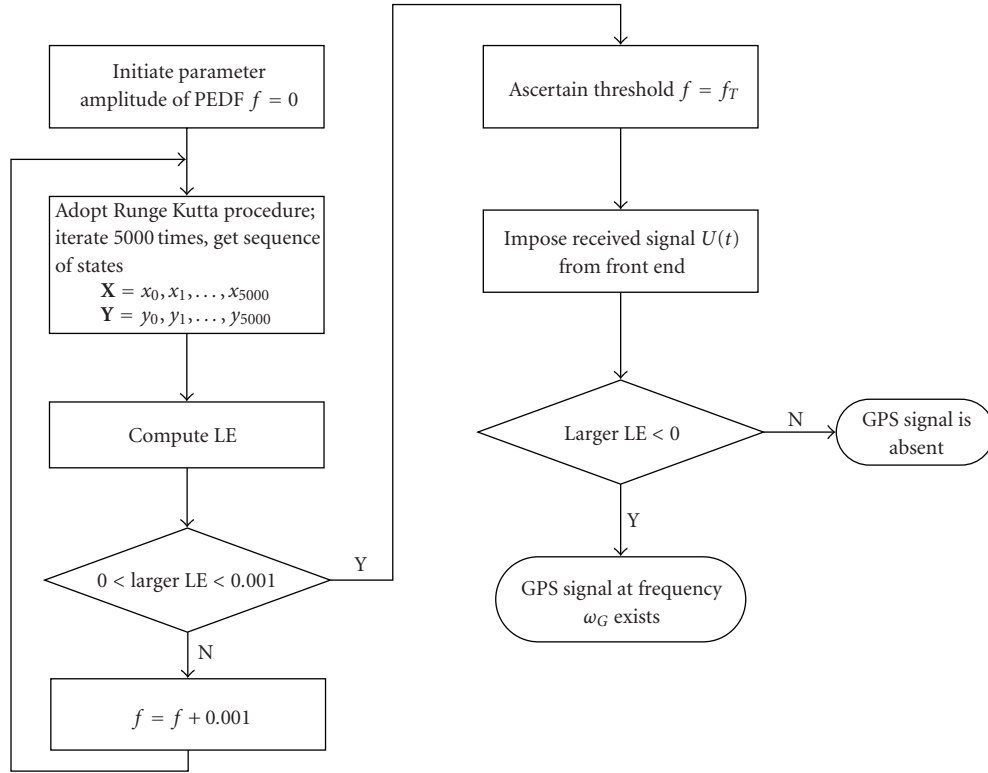 Initiate parameter
amplitude of PEDF f = 0
Adopt Runge Kutta procedure;
iterate 5000 times, get sequence
of states
X = x₀, x₁, . . . , x₅₀₀₀
Y = y₀, y₁, . . . , y₅₀₀₀
Compute LE
0 < larger LE < 0.001
Y
N
f = f + 0.001
Ascertain threshold f = f_T
Impose received signal U(t)
from front end
Larger LE < 0
N
GPS signal is
absent
Y
GPS signal at frequency
ω_G exists